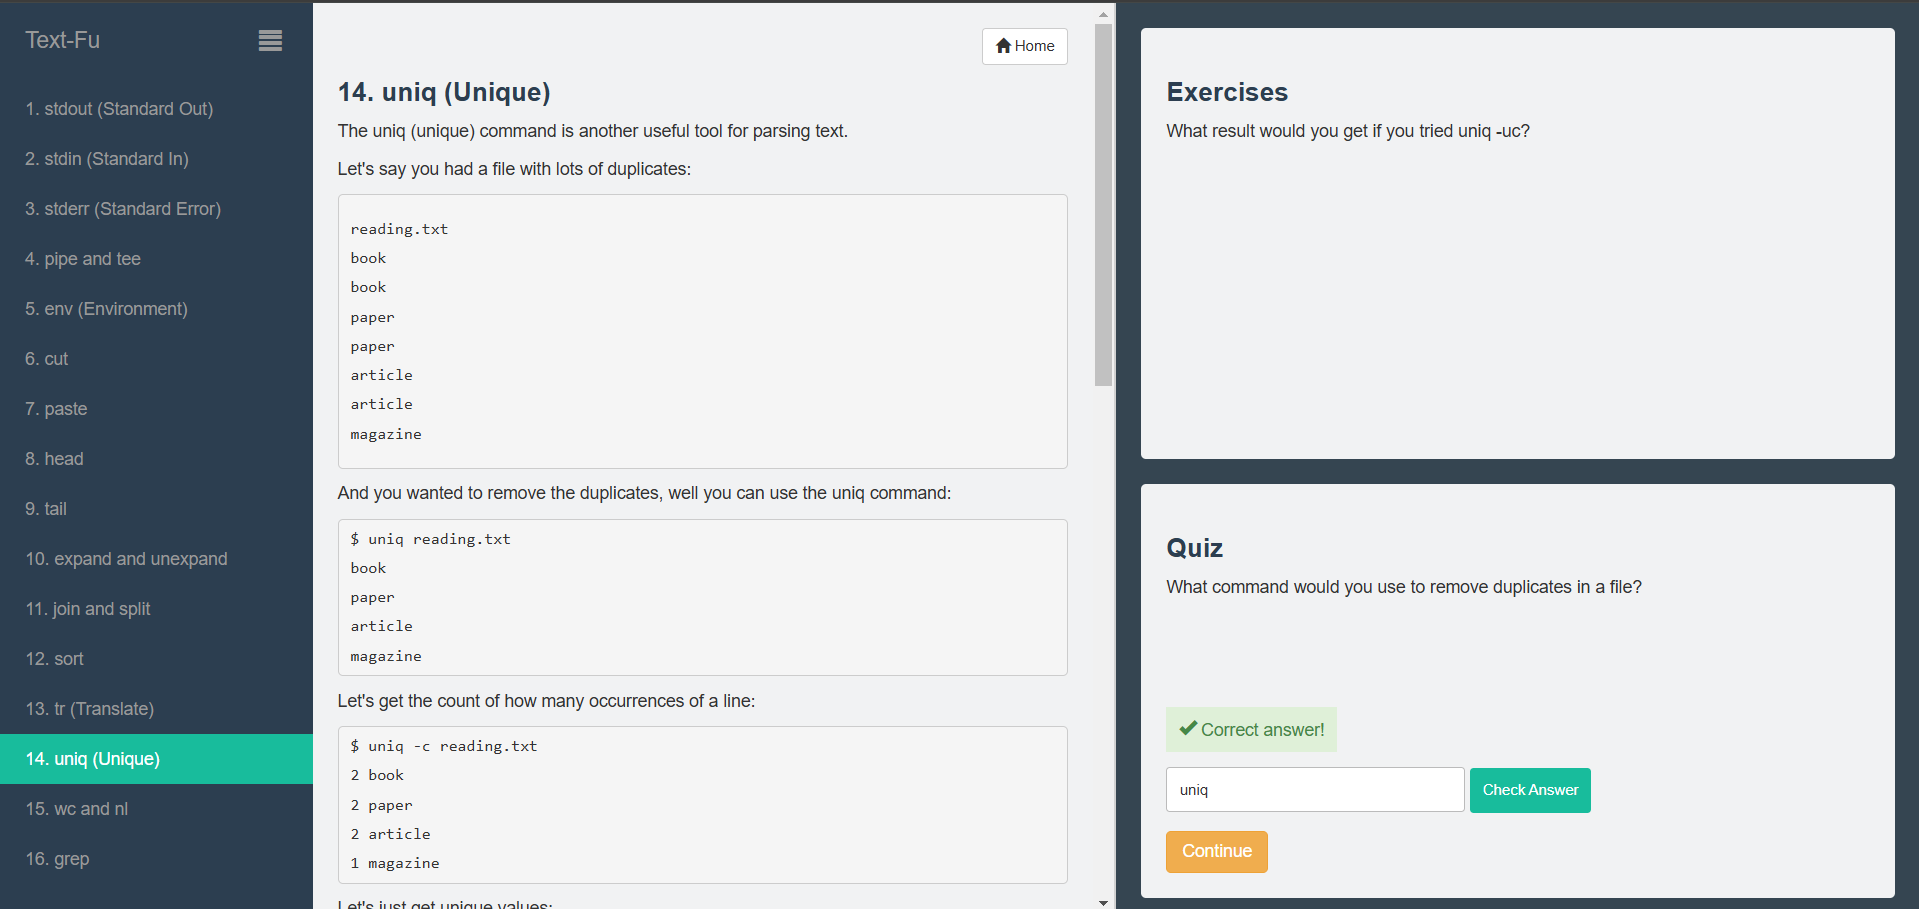 Text-Fu
1. stdout (Standard Out)
2. stdin (Standard In)
3. stderr (Standard Error)
4. pipe and tee
5. env (Environment)
6. cut
7. paste
8. head
9. tail
10. expand and unexpand
11. join and split
12. sort
13. tr (Translate)
14. uniq (Unique)
15. wc and nl
16. grep
Home
14. uniq (Unique)
The uniq (unique) command is another useful tool for parsing text.
Let's say you had a file with lots of duplicates:
reading.txt
book
book
paper
paper
article
article
magazine
And you wanted to remove the duplicates, well you can use the uniq command:
$ uniq reading.txt
book
paper
article
magazine
Let's get the count of how many occurrences of a line:
$ uniq -c reading.txt
2 book
2 paper
2 article
1 magazine
Let's just get unique values:
Exercises
What result would you get if you tried uniq -uc?
Quiz
What command would you use to remove duplicates in a file?
Correct answer!
uniq
Check Answer
Continue